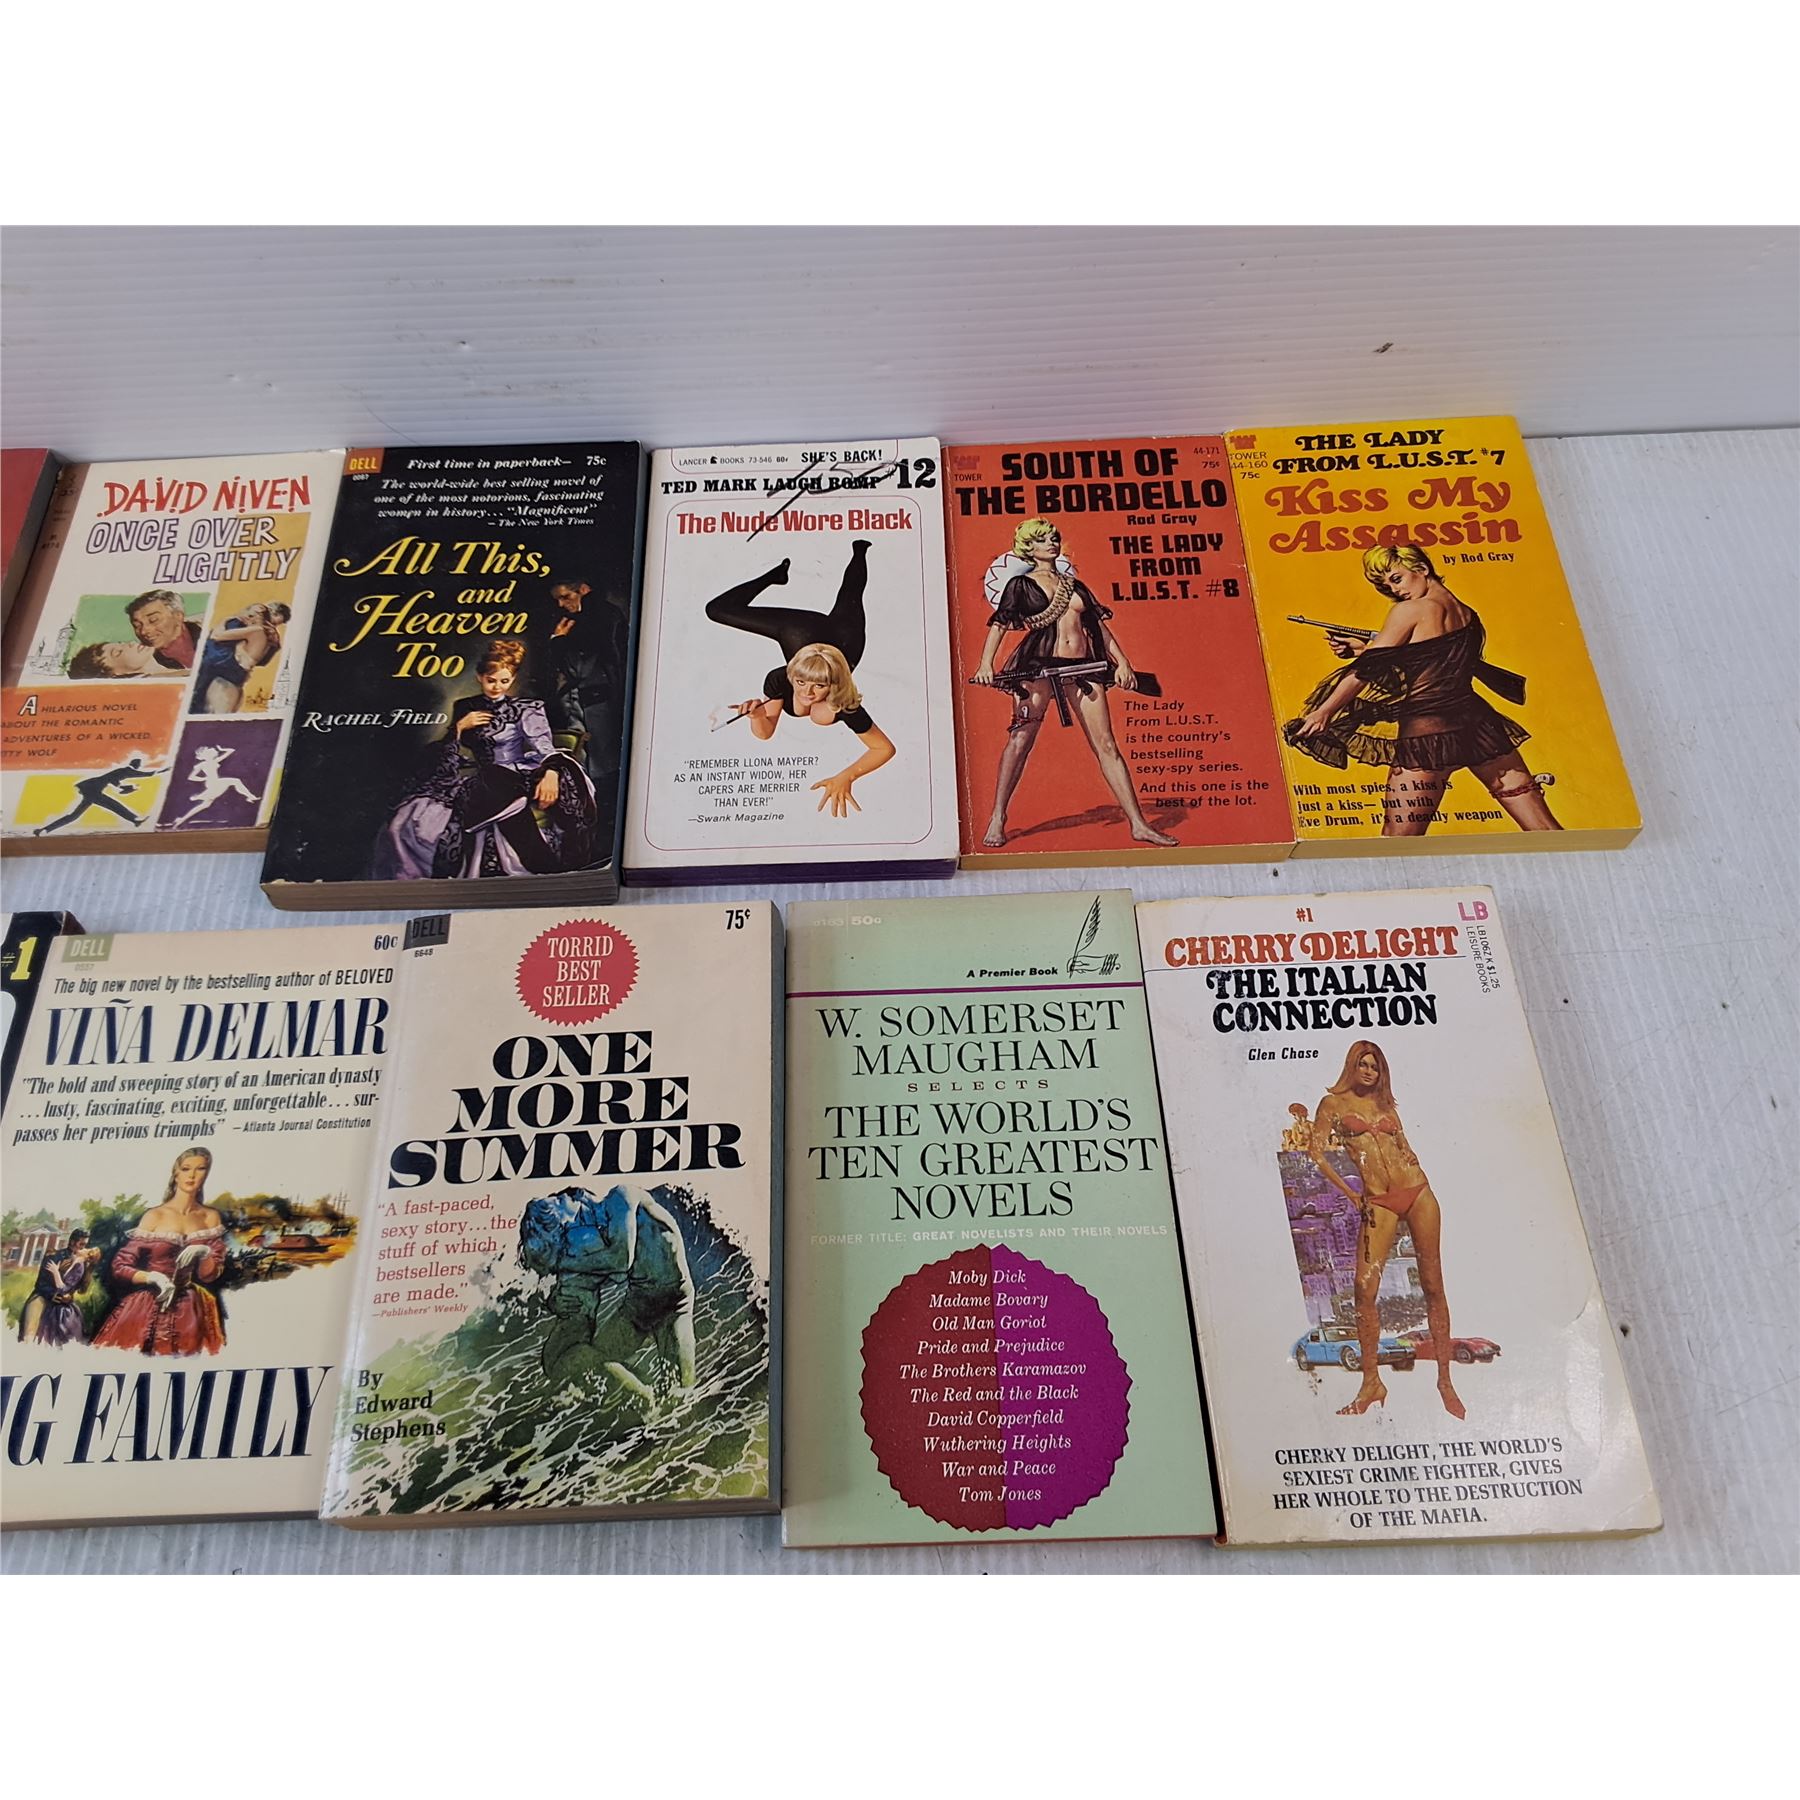 DAVID NIVEN
ONCE OVER
LIGHTLY
A HILARIOUS NOVEL
ABOUT THE ROMANTIC
ADVENTURES OF A WICKED,
WITTY WOLF
DELL
0087
First time in paperback— 75c
The world-wide best selling novel of
one of the most notorious, fascinating
women in history... "Magnificent"
—The New York Times
All This,
and
Heaven
Too
RACHEL FIELD
LANCER BOOKS 73-546 60¢ SHE'S BACK!
TED MARK LAUGH BOMP #12
The Nude Wore Black
"REMEMBER LLONA MAYPER?
AS AN INSTANT WIDOW, HER
CAPERS ARE MERRIER
THAN EVER!"
—Swank Magazine
TOWER
44-171
75¢
SOUTH OF
THE BORDELLO
Rod Gray
THE LADY
FROM
L.U.S.T. #8
The Lady
From L.U.S.T.
is the country's
bestselling
sexy-spy series.
And this one is the
best of the lot.
TOWER
44-160
75c
THE LADY
FROM L.U.S.T. #7
Kiss My
Assassin
by Rod Gray
With most spies, a kiss is
just a kiss— but with
Eve Drum, it's a deadly weapon
#1
DELL
0557
60c
The big new novel by the bestselling author of BELOVED
VIÑA DELMAR
"The bold and sweeping story of an American dynasty
...lusty, fascinating, exciting, unforgettable...sur-
passes her previous triumphs" —Atlanta Journal Constitution
FAMILY
DELL
6648
75¢
TORRID
BEST
SELLER
ONE
MORE
SUMMER
"A fast-paced,
sexy story...the
stuff of which
bestsellers
are made."
—Publishers' Weekly
By
Edward
Stephens
d163 50c
A Premier Book
W. SOMERSET
MAUGHAM
SELECTS
THE WORLD'S
TEN GREATEST
NOVELS
FORMER TITLE: GREAT NOVELISTS AND THEIR NOVELS
Moby Dick
Madame Bovary
Old Man Goriot
Pride and Prejudice
The Brothers Karamazov
The Red and the Black
David Copperfield
Wuthering Heights
War and Peace
Tom Jones
#1
LB
LB106ZK $1.25
LEISURE BOOKS
CHERRY DELIGHT
THE ITALIAN
CONNECTION
Glen Chase
CHERRY DELIGHT, THE WORLD'S
SEXIEST CRIME FIGHTER, GIVES
HER WHOLE TO THE DESTRUCTION
OF THE MAFIA.